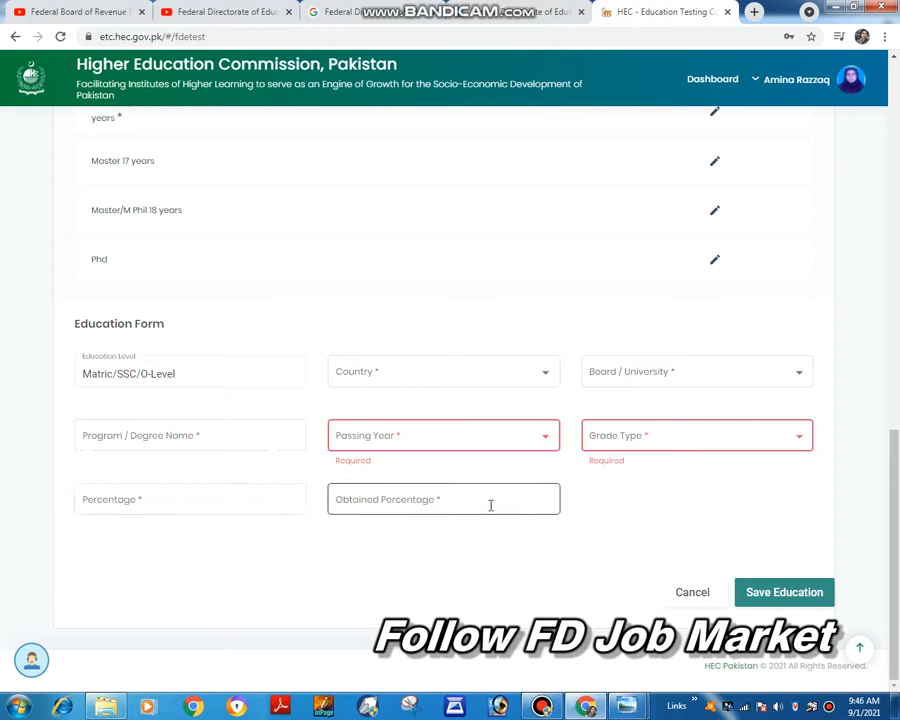 Federal Board of Revenue
Federal Directorate of Educ
Federal Di
www.BANDICAM.com
te of Educ
HEC - Education Testing Co
etc.hec.gov.pk/#/fdetest
Higher Education Commission, Pakistan
Facilitating Institutes of Higher Learning to serve as an Engine of Growth for the Socio-Economic Development of
Pakistan
Dashboard
Amina Razzaq
years *
Master 17 years
Master/M Phil 18 years
Phd
Education Form
Education Level
Matric/SSC/O-Level
Country *
Board / University *
Program / Degree Name *
Passing Year *
Grade Type *
Required
Required
Percentage *
Obtained Percentage *
Cancel
Save Education
Follow FD Job Market
HEC Pakistan © 2021 All Rights Reserved.
Links
9:46 AM
9/1/2021